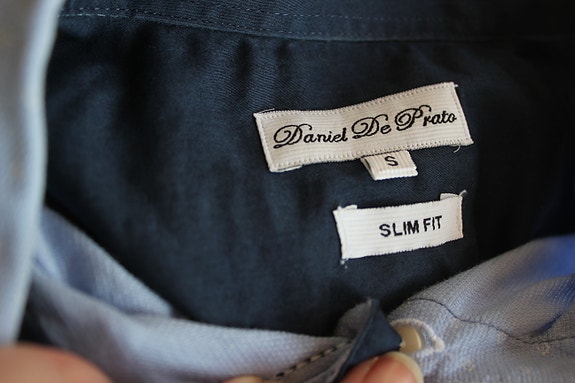 Daniel De Prato
S
SLIM FIT